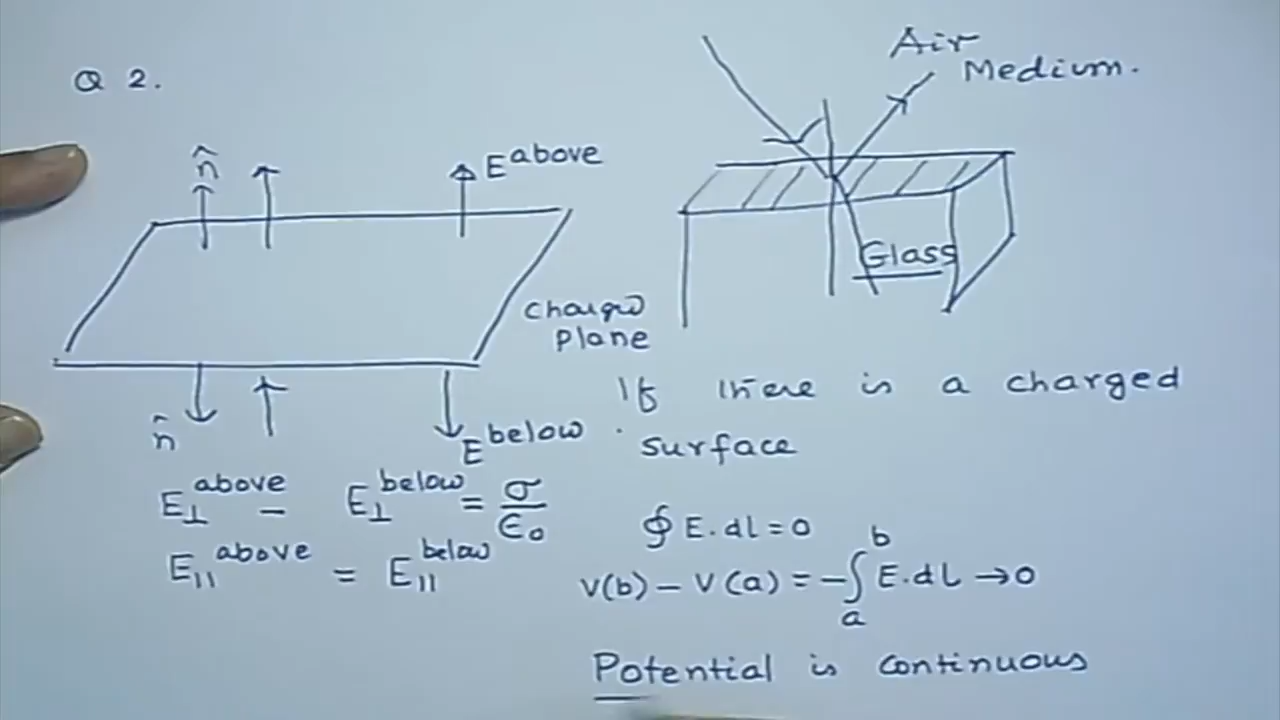 Q 2.
Air
Medium.
n̂
E^above
Glass
Charged
plane
n̂
E^below
If there is a charged
surface
E⊥^above − E⊥^below = σ/ε₀
E||^above = E||^below
∮ E.dl = 0
V(b) − V(a) = −∫ₐᵇ E.dl → 0
Potential is continuous